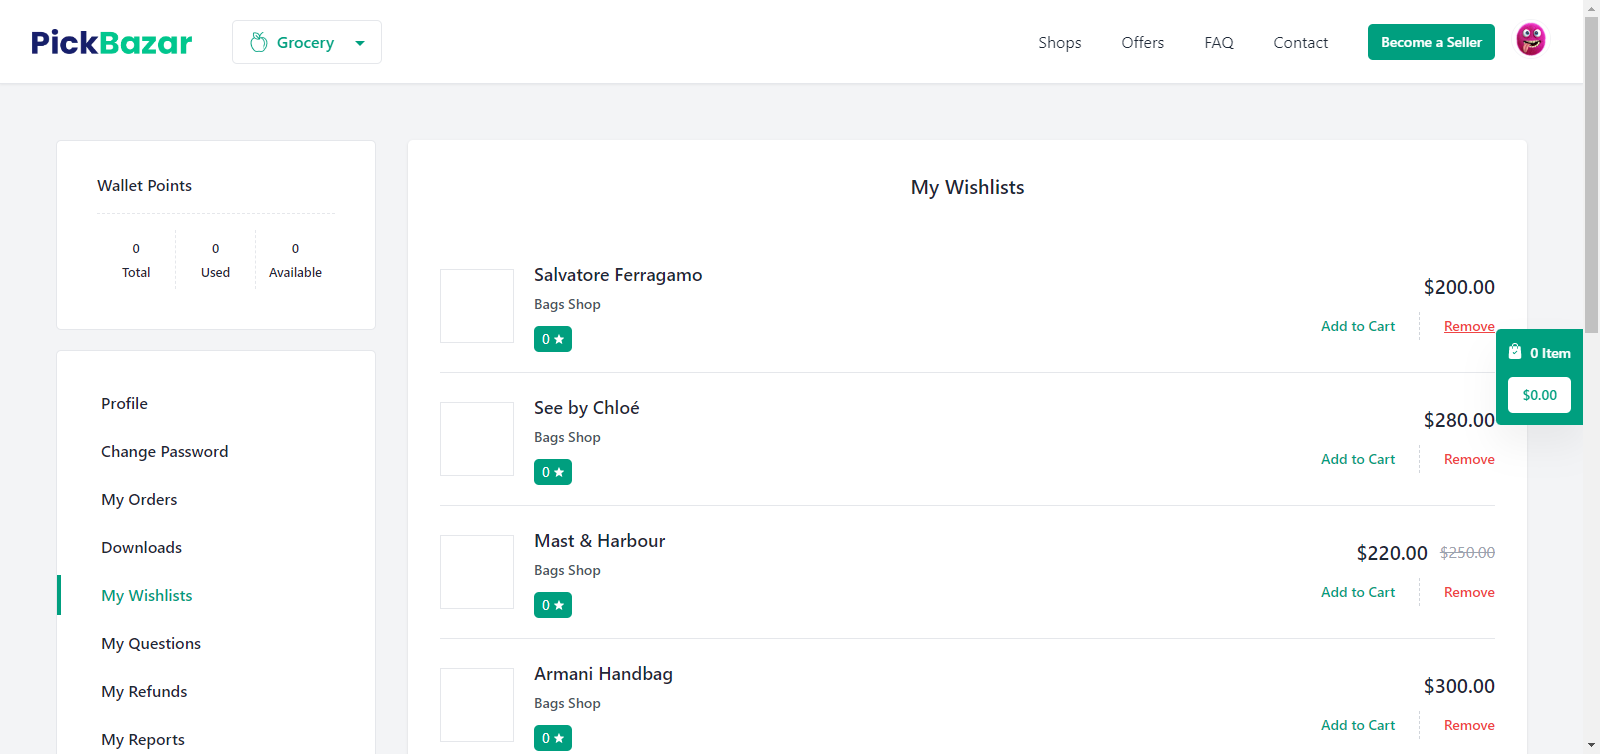 PickBazar
Grocery
Shops
Offers
FAQ
Contact
Become a Seller
Wallet Points
0
Total
0
Used
0
Available
Profile
Change Password
My Orders
Downloads
My Wishlists
My Questions
My Refunds
My Reports
My Wishlists
Salvatore Ferragamo
Bags Shop
0
$200.00
Add to Cart
Remove
See by Chloé
Bags Shop
0
$280.00
Add to Cart
Remove
Mast & Harbour
Bags Shop
0
$220.00 $250.00
Add to Cart
Remove
Armani Handbag
Bags Shop
0
$300.00
Add to Cart
Remove
0 Item
$0.00